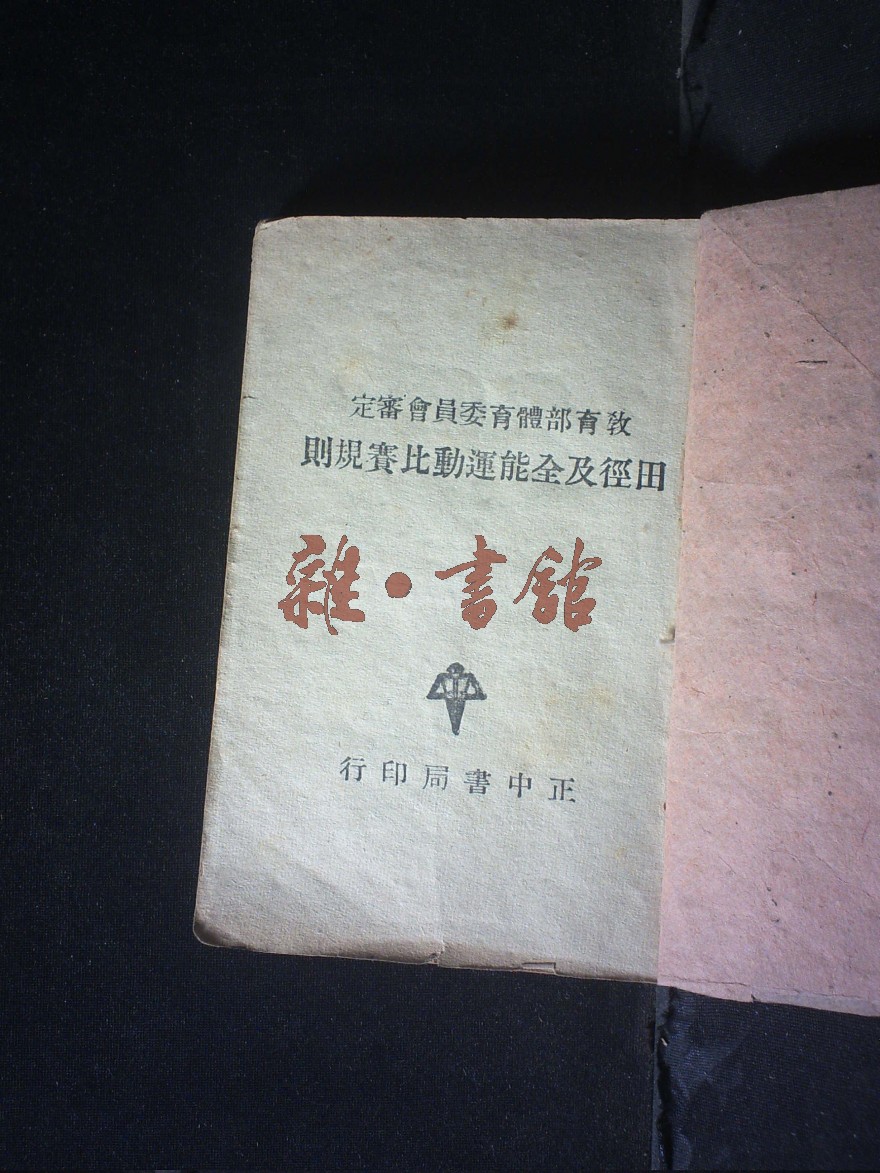 敎育部體育委員會審定
田徑及全能運動比賽規則
雜·書館
正中書局印行